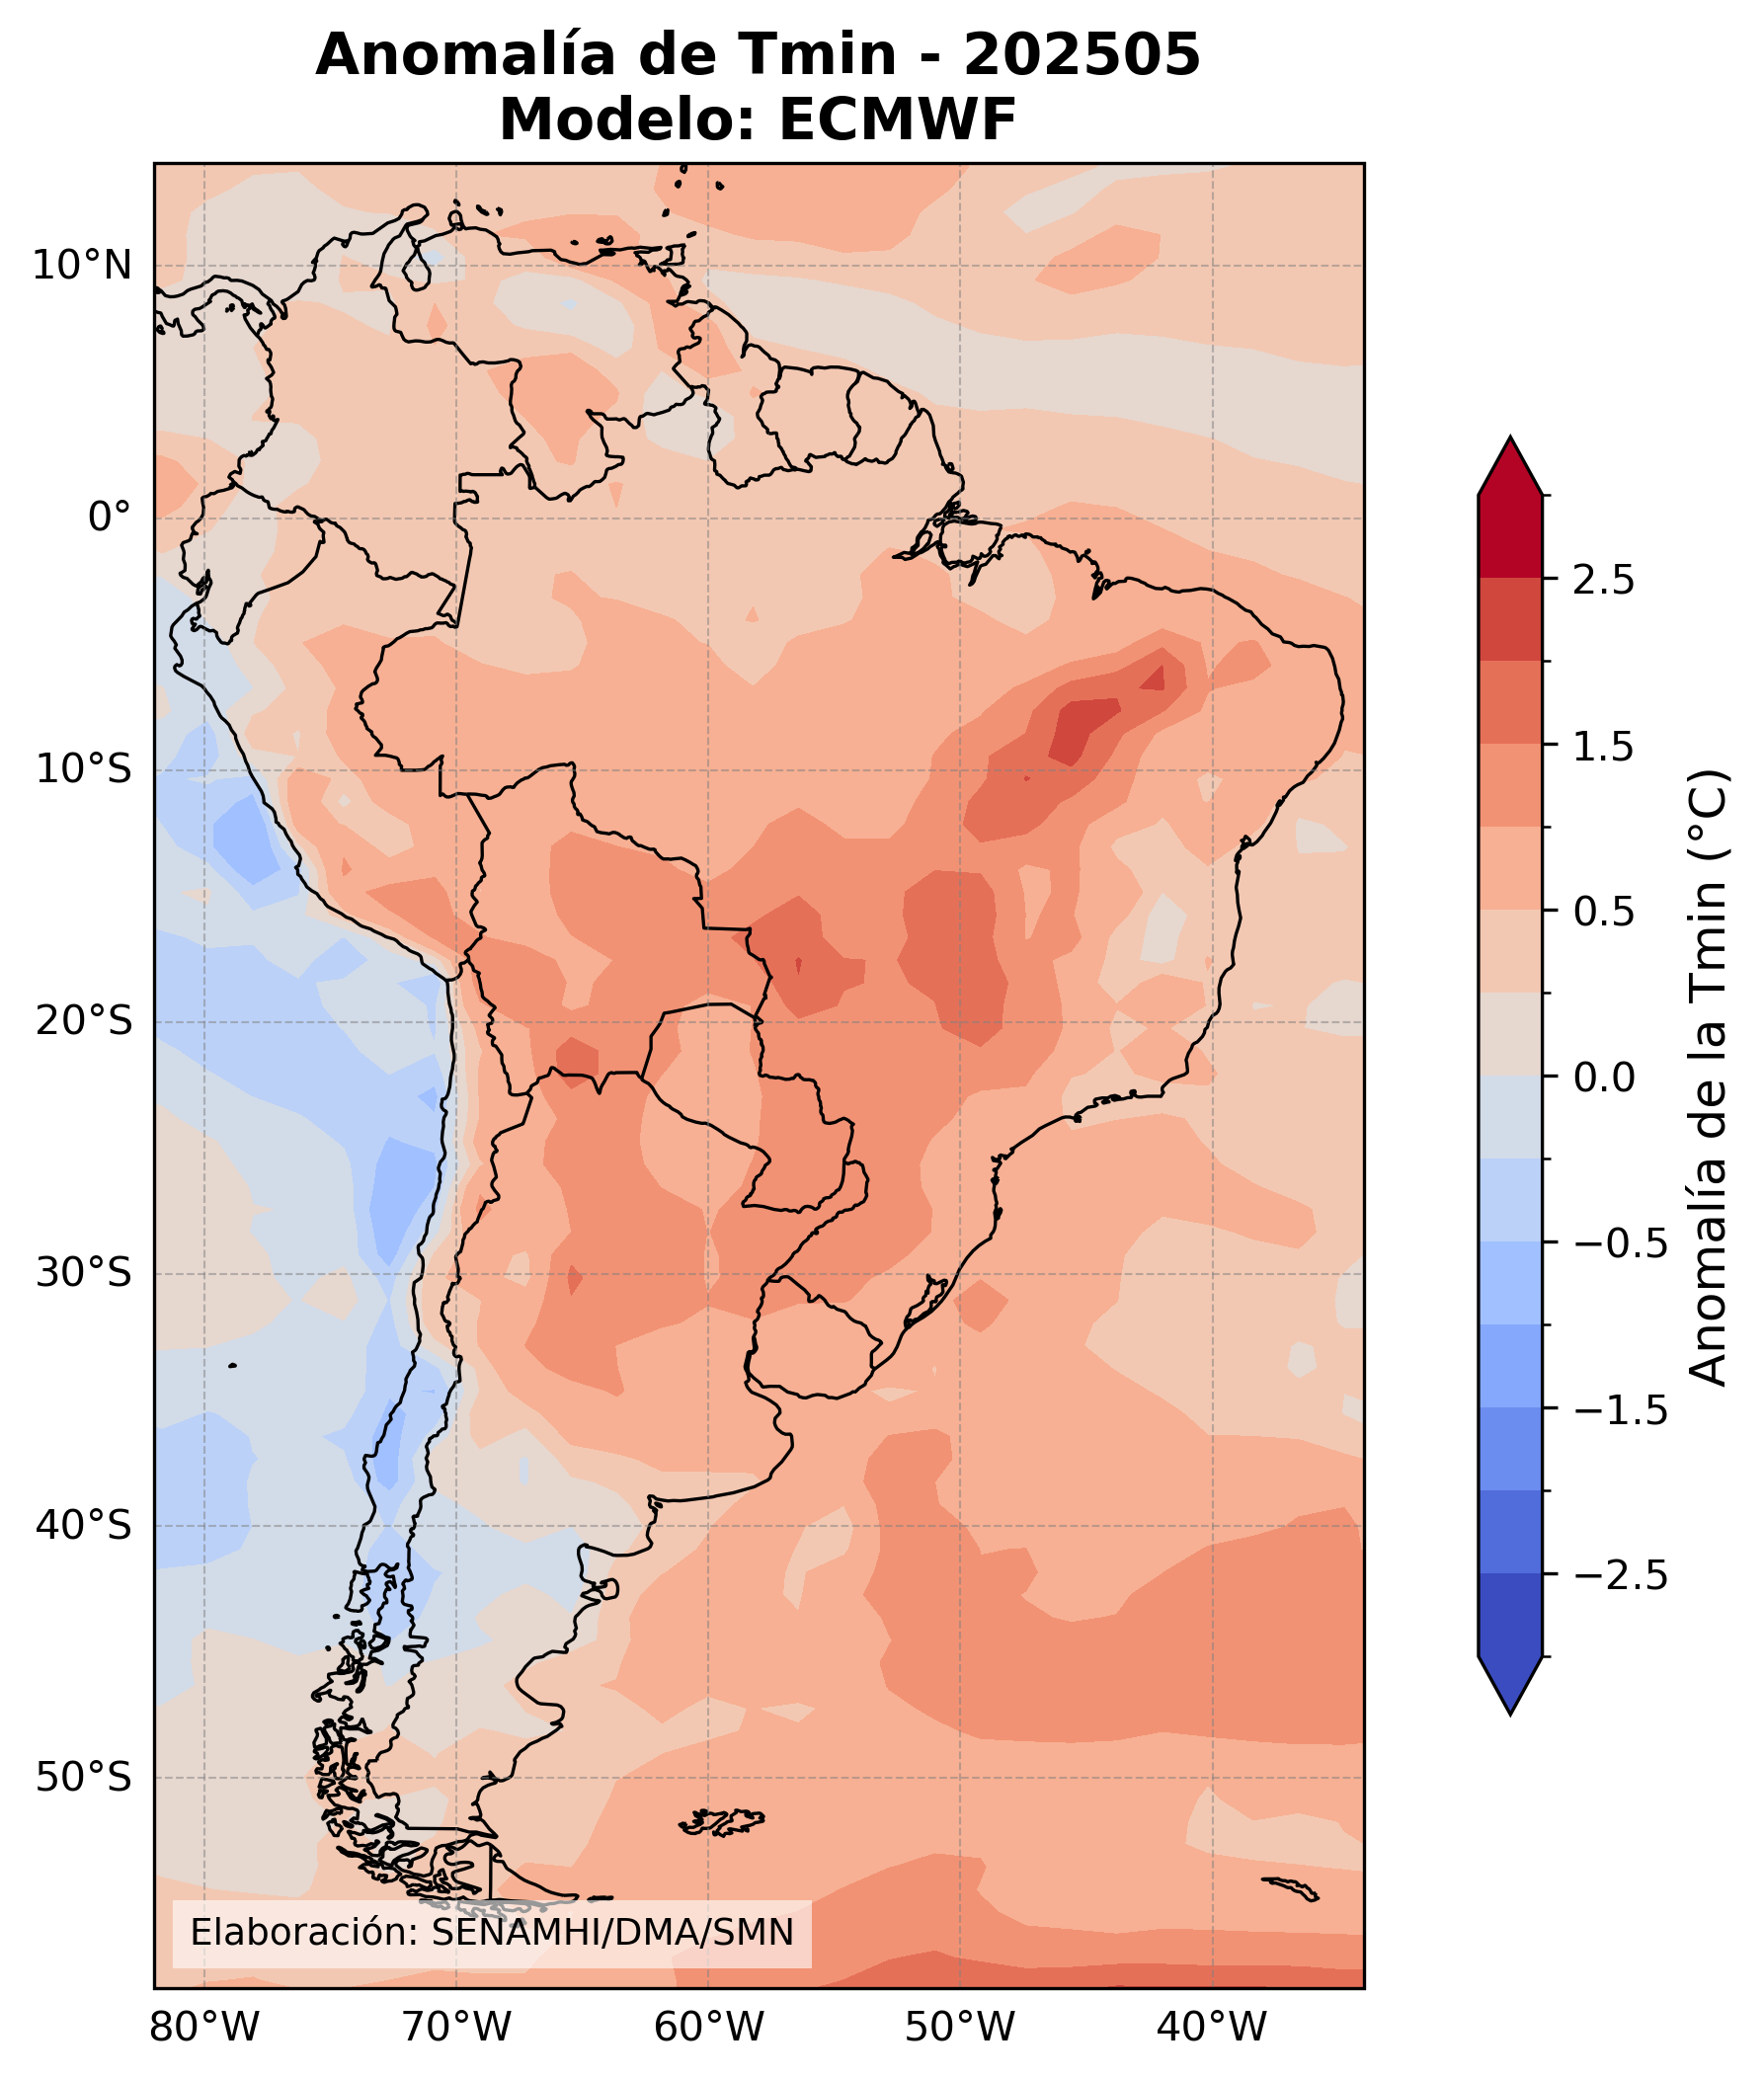 Anomalía de Tmin - 202505
Modelo: ECMWF
10°N
0°
10°S
20°S
30°S
40°S
50°S
80°W
70°W
60°W
50°W
40°W
Elaboración: SENAMHI/DMA/SMN
2.5
1.5
0.5
0.0
−0.5
−1.5
−2.5
Anomalía de la Tmin (°C)